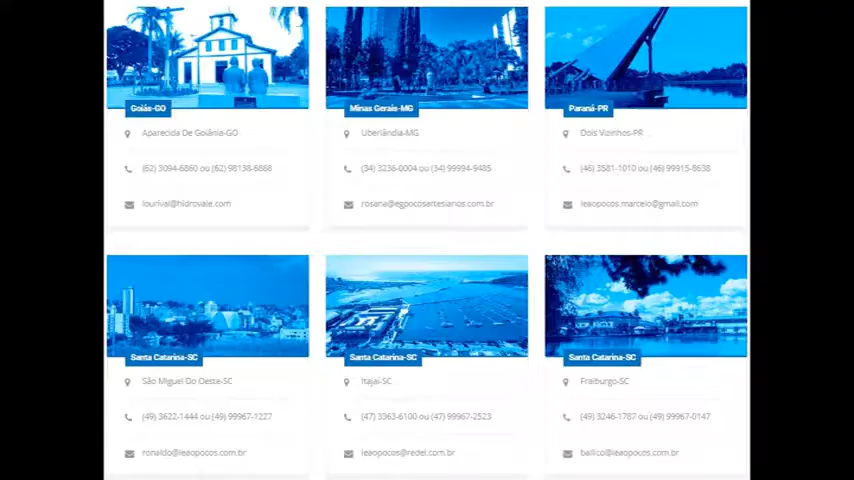 Goiás-GO
Aparecida De Goiânia-GO
(62) 3094-6860 ou (62) 98138-6868
lourival@hidrovale.com
Minas Gerais-MG
Uberlândia-MG
(34) 3236-0004 ou (34) 99994-9485
rosana@egpocosartesianos.com.br
Paraná-PR
Dois Vizinhos-PR
(46) 3581-1010 ou (46) 99915-8638
leaopocos.marcelo@gmail.com
Santa Catarina-SC
São Miguel Do Oeste-SC
(49) 3622-1444 ou (49) 99967-1227
ronaldo@leaopocos.com.br
Santa Catarina-SC
Itajaí-SC
(47) 3363-6100 ou (47) 99967-2523
leaopocos@redel.com.br
Santa Catarina-SC
Fraiburgo-SC
(49) 3246-1787 ou (49) 99967-0147
ballico@leaopocos.com.br